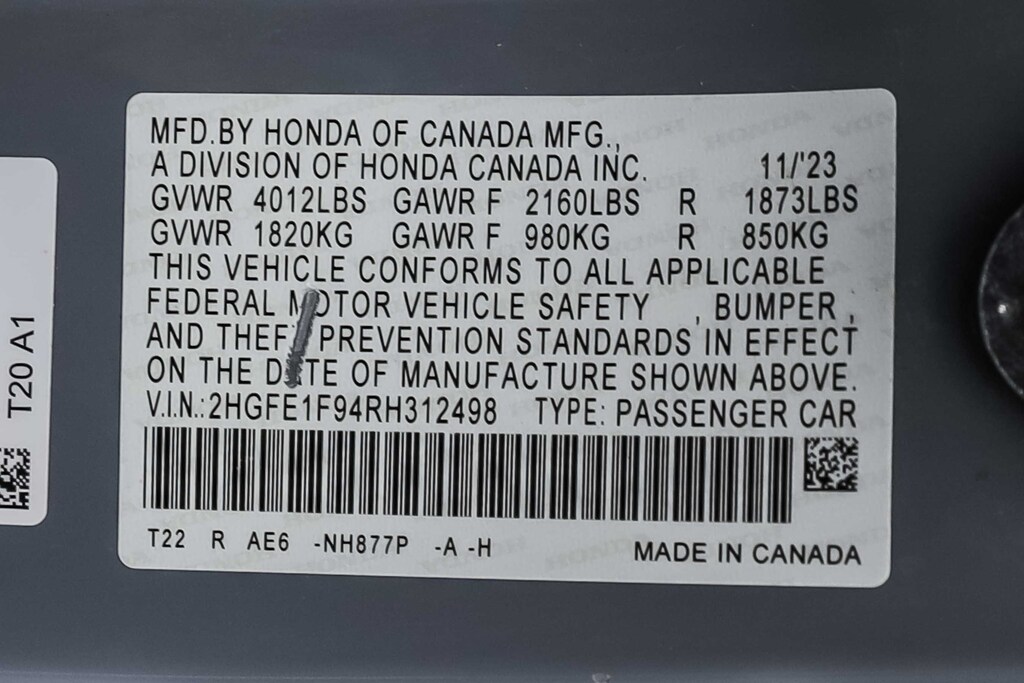 MFD.BY HONDA OF CANADA MFG.,
A DIVISION OF HONDA CANADA INC. 11/'23
GVWR 4012LBS GAWR F 2160LBS R 1873LBS
GVWR 1820KG GAWR F 980KG R 850KG
THIS VEHICLE CONFORMS TO ALL APPLICABLE
FEDERAL MOTOR VEHICLE SAFETY , BUMPER ,
AND THEFT PREVENTION STANDARDS IN EFFECT
ON THE DATE OF MANUFACTURE SHOWN ABOVE.
V.I.N.: 2HGFE1F94RH312498 TYPE: PASSENGER CAR
T22 R AE6 -NH877P -A -H
MADE IN CANADA
T20 A1